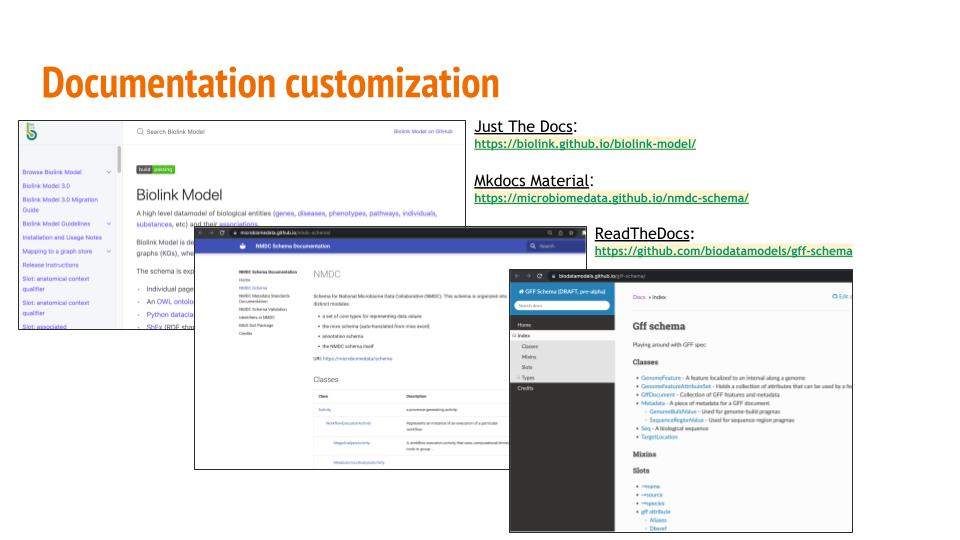 Documentation customization
Just The Docs:
https://biolink.github.io/biolink-model/
Mkdocs Material:
https://microbiomedata.github.io/nmdc-schema/
ReadTheDocs:
https://github.com/biodatamodels/gff-schema
Search Biolink Model
Biolink Model on GitHub
Browse Biolink Model
Biolink Model 3.0
Biolink Model 3.0 Migration
Guide
Biolink Model Guidelines
Installation and Usage Notes
Mapping to a graph store
Release Instructions
Slot: anatomical context
qualifier
Slot: anatomical context
qualifier
Slot: associated
build passing
Biolink Model
A high level datamodel of biological entities (genes, diseases, phenotypes, pathways, individuals,
substances, etc) and their associations.
Biolink Model is de
graphs (KGs), whe
The schema is exp
Individual page
An OWL ontolo
Python datacla
ShEx (RDF shap
microbiomedata.github.io/nmdc-schema/
NMDC Schema Documentation
Search
NMDC Schema Documentation
Home
NMDC Schema
NMDC Metadata Standards
Documentation
NMDC Schema Validation
Identifiers in NMDC
MIxS Soil Package
Credits
NMDC
Schema for National Microbiome Data Collaborative (NMDC). This schema is organized into
distinct modules:
a set of core types for representing data values
the mixs schema (auto-translated from mixs excel)
annotation schema
the NMDC schema itself
URI: https://microbiomedata/schema
Classes
Class Description
Activity a provence-generating activity
WorkflowExecutionActivity Represents an instance of an execution of a particular
workflow
MagsAnalysisActivity A workflow execution activity that uses computational binnin
tools to group ...
MetabolomicsAnalysisActivity
biodatamodels.github.io/gff-schema/
GFF Schema (DRAFT, pre-alpha)
Search docs
Home
Index
Classes
Mixins
Slots
Types
Credits
Docs » Index
Edit
Gff schema
Playing around with GFF spec
Classes
GenomeFeature - A feature localized to an interval along a genome
GenomeFeatureAttributeSet - Holds a collection of attributes that can be used by a fe
GffDocument - Collection of GFF features and metadata
Metadata - A piece of metadata for a GFF document
GenomeBuildValue - Used for genome-build pragmas
SequenceRegionValue - Used for sequence region pragmas
Seq - A biological sequence
TargetLocation
Mixins
Slots
→name
→source
→species
gff attribute
Aliases
Dbxref